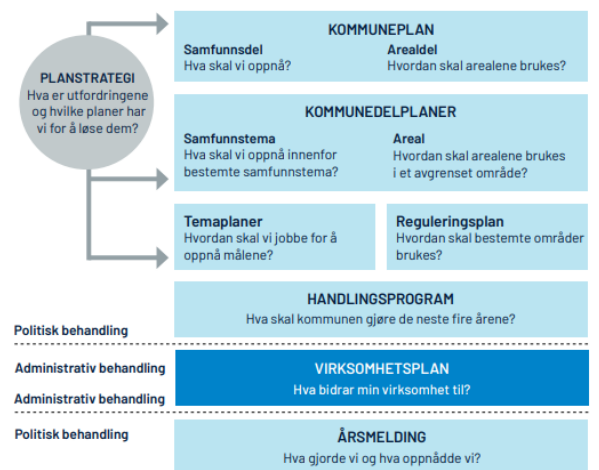 PLANSTRATEGI
Hva er utfordringene
og hvilke planer har
vi for å løse dem?
KOMMUNEPLAN
Samfunnsdel
Hva skal vi oppnå?
Arealdel
Hvordan skal arealene brukes?
KOMMUNEDELPLANER
Samfunnstema
Hva skal vi oppnå innenfor
bestemte samfunnstema?
Areal
Hvordan skal arealene brukes
i et avgrenset område?
Temaplaner
Hvordan skal vi jobbe for å
oppnå målene?
Reguleringsplan
Hvordan skal bestemte områder
brukes?
HANDLINGSPROGRAM
Hva skal kommunen gjøre de neste fire årene?
Politisk behandling
Administrativ behandling
VIRKSOMHETSPLAN
Hva bidrar min virksomhet til?
Administrativ behandling
Politisk behandling
ÅRSMELDING
Hva gjorde vi og hva oppnådde vi?